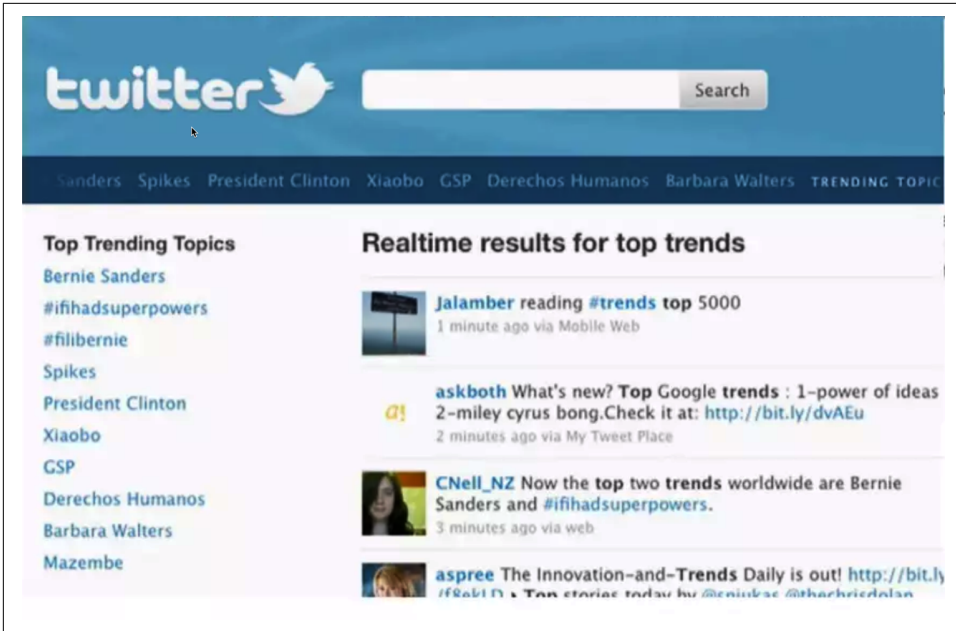 twitter
Search
Sanders Spikes President Clinton Xiaobo GSP Derechos Humanos Barbara Walters TRENDING TOPIC
Top Trending Topics
Bernie Sanders
#ifihadsuperpowers
#filibernie
Spikes
President Clinton
Xiaobo
GSP
Derechos Humanos
Barbara Walters
Mazembe
Realtime results for top trends
Jalamber reading #trends top 5000
1 minute ago via Mobile Web
a!
askboth What's new? Top Google trends : 1-power of ideas
2-miley cyrus bong.Check it at: http://bit.ly/dvAEu
2 minutes ago via My Tweet Place
CNell_NZ Now the top two trends worldwide are Bernie
Sanders and #ifihadsuperpowers.
3 minutes ago via web
aspree The Innovation-and-Trends Daily is out! http://bit.ly
Top stories today by @thechrisdolan